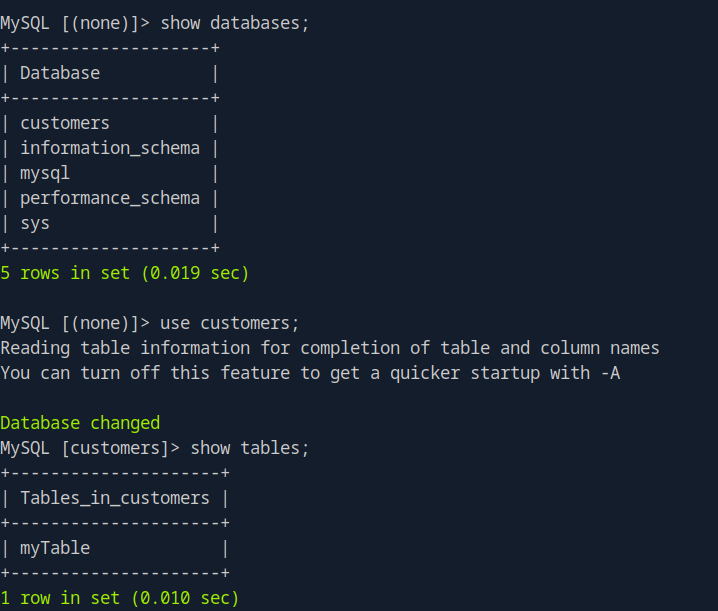 MySQL [(none)]> show databases;
+--------------------+
| Database           |
+--------------------+
| customers          |
| information_schema |
| mysql              |
| performance_schema |
| sys                |
+--------------------+
5 rows in set (0.019 sec)

MySQL [(none)]> use customers;
Reading table information for completion of table and column names
You can turn off this feature to get a quicker startup with -A

Database changed
MySQL [customers]> show tables;
+---------------------+
| Tables_in_customers |
+---------------------+
| myTable             |
+---------------------+
1 row in set (0.010 sec)